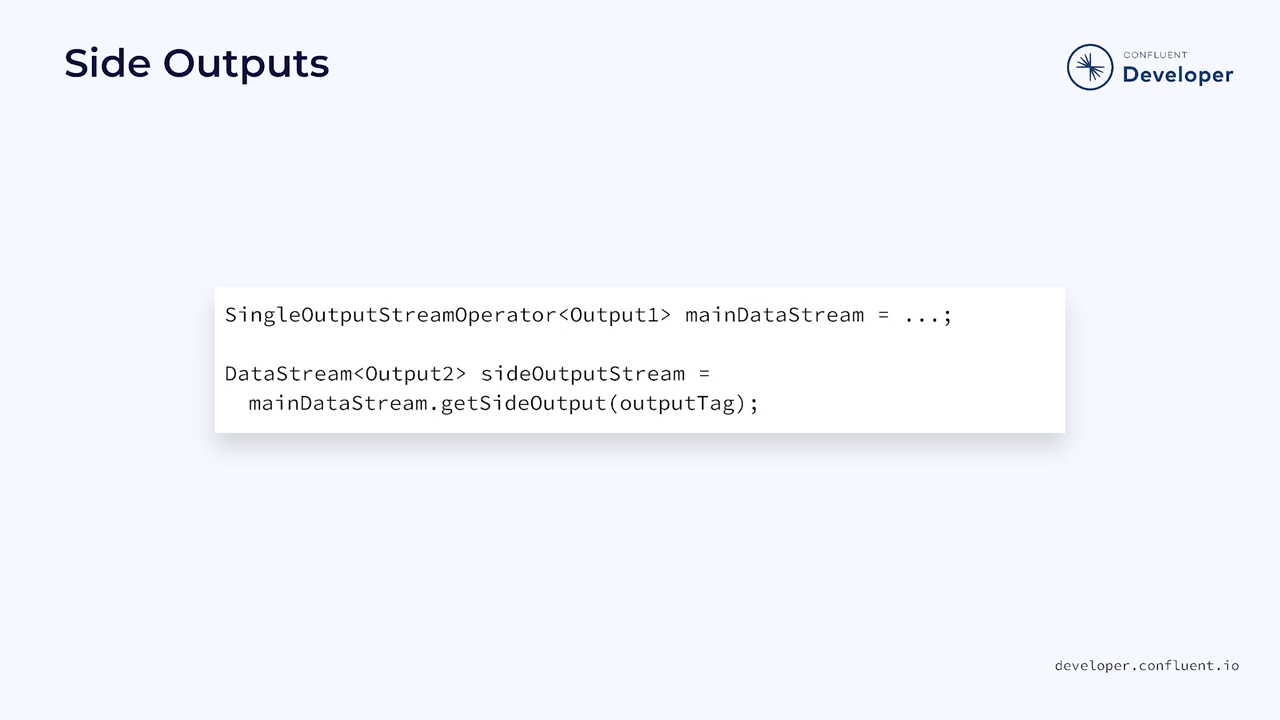 Side Outputs
CONFLUENT
Developer
SingleOutputStreamOperator<Output1> mainDataStream = ...;
DataStream<Output2> sideOutputStream =
mainDataStream.getSideOutput(outputTag);
developer.confluent.io